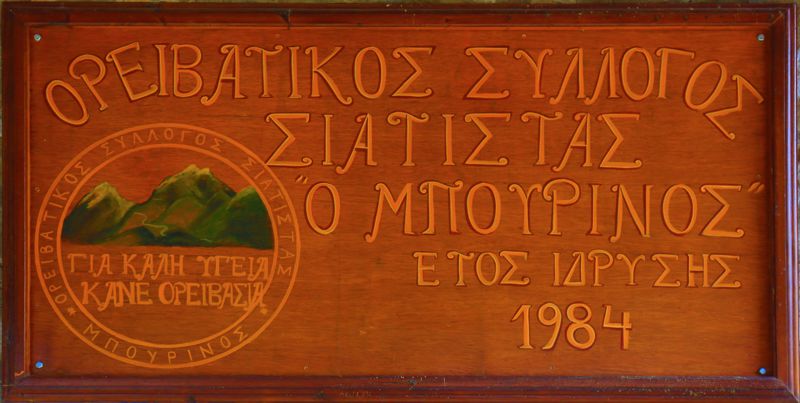 ΟΡΕΙΒΑΤΙΚΟΣ ΣΥΛΛΟΓΟΣ
ΣΙΑΤΙΣΤΑΣ
"Ο ΜΠΟΥΡΙΝΟΣ"
ΕΤΟΣ ΙΔΡΥΣΗΣ
1984
*ΟΡΕΙΒΑΤΙΚΟΣ ΣΥΛΛΟΓΟΣ ΣΙΑΤΙΣΤΑΣ*
ΜΠΟΥΡΙΝΟΣ
ΓΙΑ ΚΑΛΗ ΥΓΕΙΑ
ΚΑΝΕ ΟΡΕΙΒΑΣΙΑ